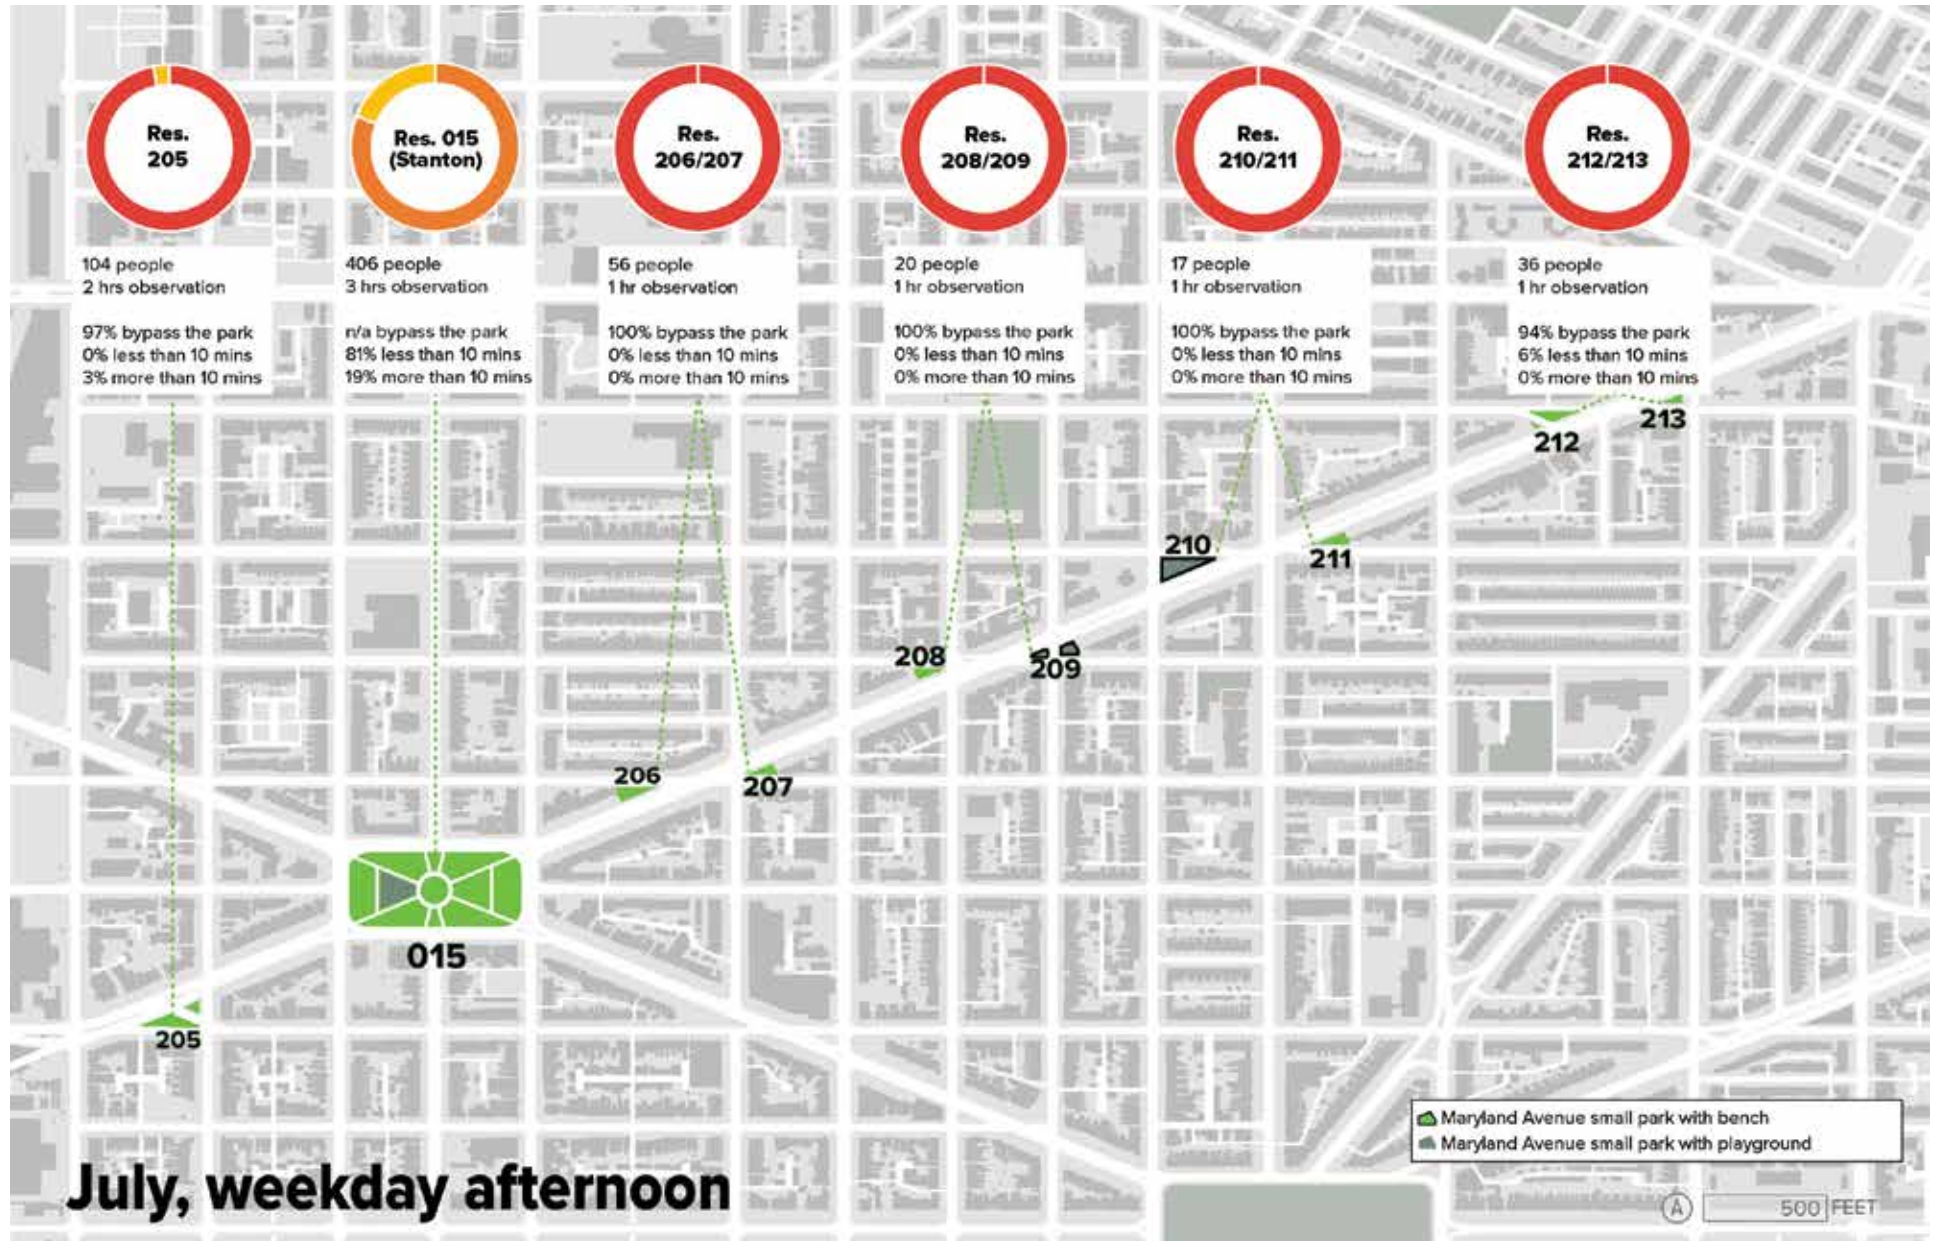 Res.
205
104 people
2 hrs observation
97% bypass the park
0% less than 10 mins
3% more than 10 mins
Res. 015
(Stanton)
406 people
3 hrs observation
n/a bypass the park
81% less than 10 mins
19% more than 10 mins
Res.
206/207
56 people
1 hr observation
100% bypass the park
0% less than 10 mins
0% more than 10 mins
Res.
208/209
20 people
1 hr observation
100% bypass the park
0% less than 10 mins
0% more than 10 mins
Res.
210/211
17 people
1 hr observation
100% bypass the park
0% less than 10 mins
0% more than 10 mins
Res.
212/213
36 people
1 hr observation
94% bypass the park
6% less than 10 mins
0% more than 10 mins
213
212
210
211
208
209
206
207
015
205
Maryland Avenue small park with bench
Maryland Avenue small park with playground
July, weekday afternoon
A
500 FEET